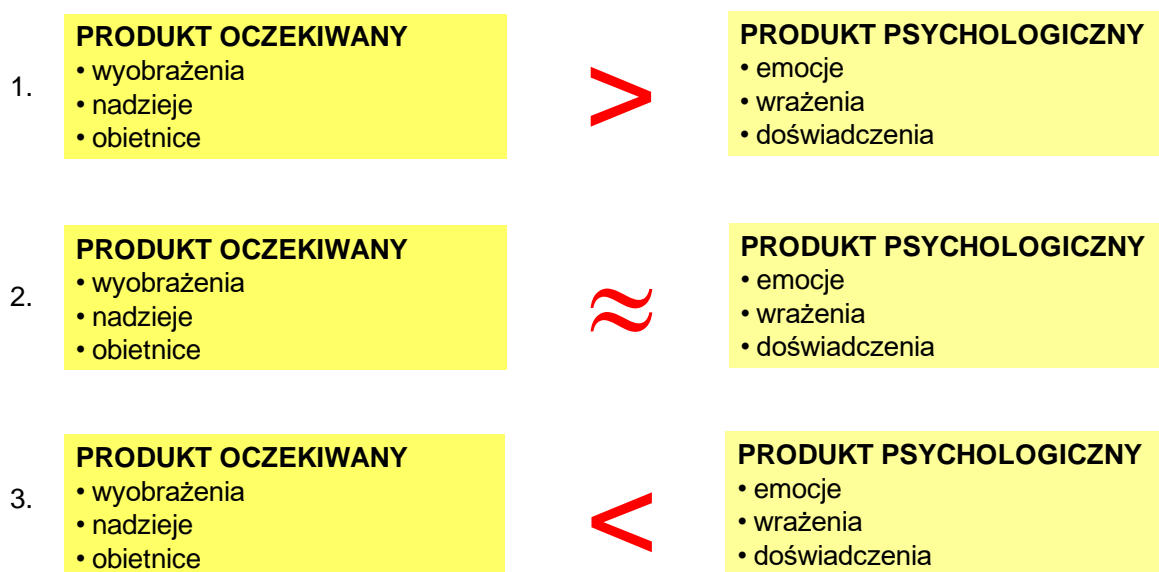 PRODUKT OCZEKIWANY
• wyobrażenia
1.
• nadzieje
• obietnice
>
PRODUKT PSYCHOLOGICZNY
• emocje
• wrażenia
• doświadczenia
PRODUKT OCZEKIWANY
• wyobrażenia
2.
• nadzieje
• obietnice
≈
PRODUKT PSYCHOLOGICZNY
• emocje
• wrażenia
• doświadczenia
PRODUKT OCZEKIWANY
• wyobrażenia
3.
• nadzieje
• obietnice
<
PRODUKT PSYCHOLOGICZNY
• emocje
• wrażenia
• doświadczenia